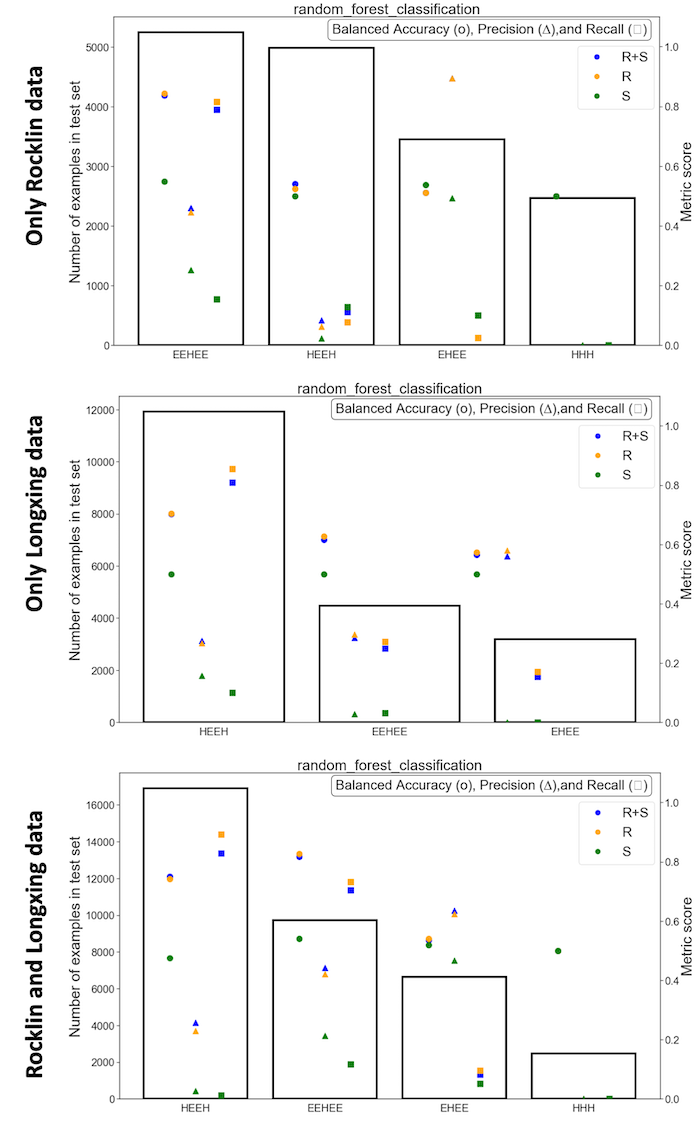 Only Rocklin data
random_forest_classification
Balanced Accuracy (o), Precision (Δ),and Recall (□)
R+S
R
S
Number of examples in test set
5000
4000
3000
2000
1000
0
1.0
0.8
0.6
0.4
0.2
0.0
Metric score
EEHEE HEEH EHEE HHH
Only Longxing data
random_forest_classification
Balanced Accuracy (o), Precision (Δ),and Recall (□)
R+S
R
S
Number of examples in test set
12000
10000
8000
6000
4000
2000
0
1.0
0.8
0.6
0.4
0.2
0.0
Metric score
HEEH EEHEE EHEE
Rocklin and Longxing data
random_forest_classification
Balanced Accuracy (o), Precision (Δ),and Recall (□)
R+S
R
S
Number of examples in test set
16000
14000
12000
10000
8000
6000
4000
2000
0
1.0
0.8
0.6
0.4
0.2
0.0
Metric score
HEEH EEHEE EHEE HHH